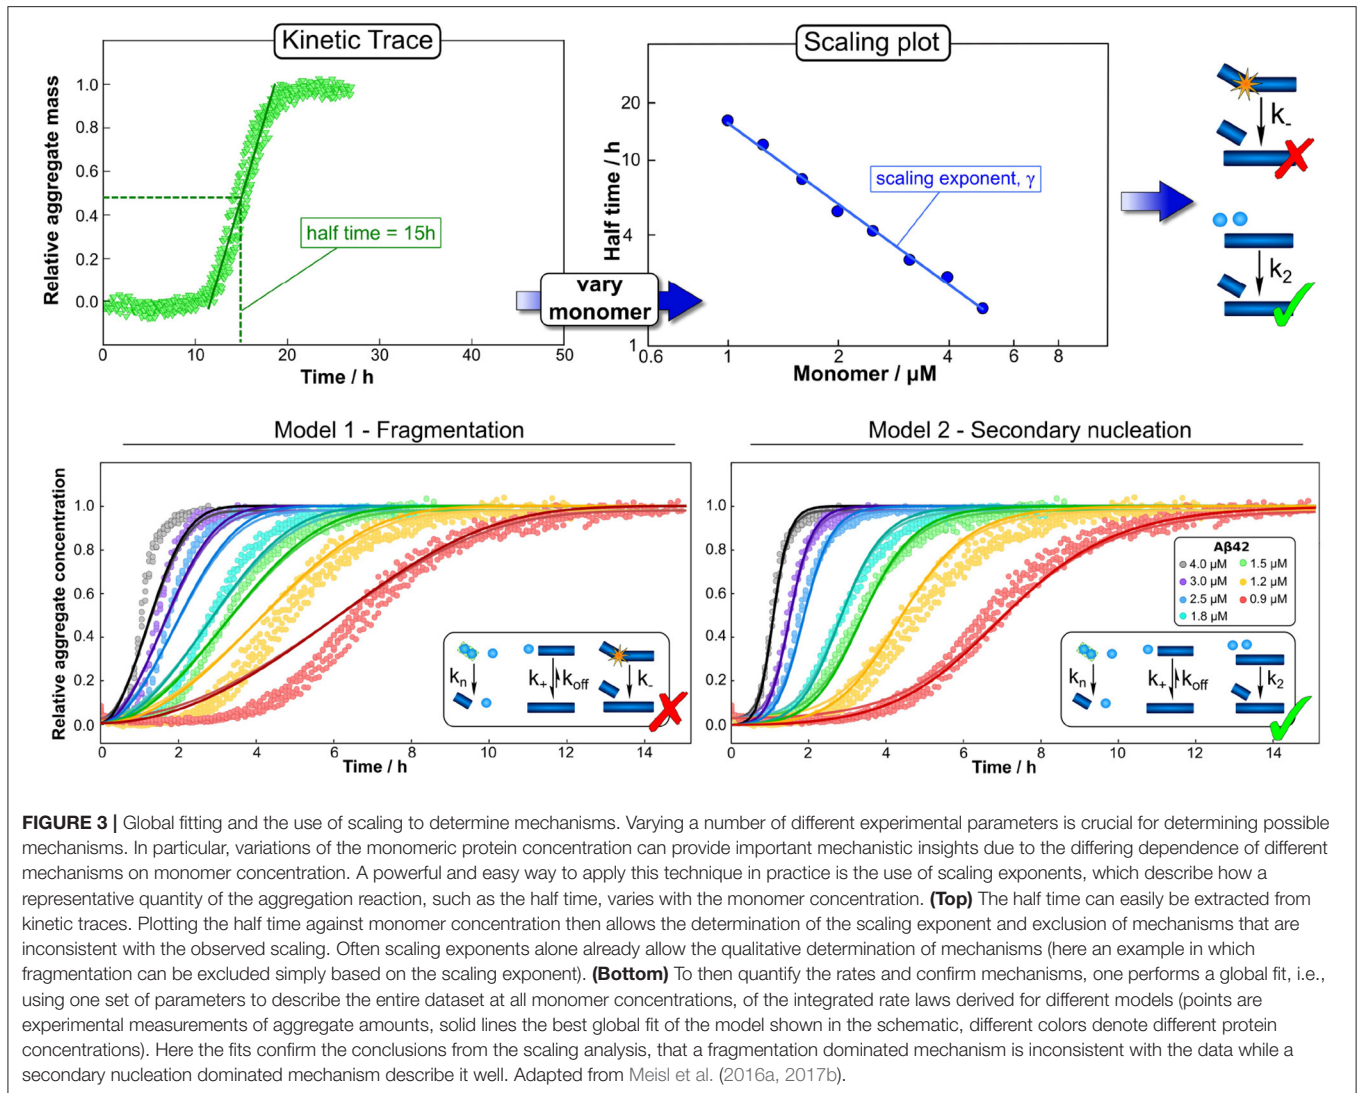 Kinetic Trace
Relative aggregate mass
1.0
0.8
0.6
0.4
0.2
0.0
half time = 15h
0 10 20 30 40 50
Time / h
vary
monomer
Scaling plot
Half time / h
20
10
4
1
scaling exponent, γ
0.6 1 2 4 6 8
Monomer / μM
k-
k2
Model 1 - Fragmentation
Relative aggregate concentration
1.0
0.8
0.6
0.4
0.2
0.0
kn k+ koff k-
0 2 4 6 8 10 12 14
Time / h
Model 2 - Secondary nucleation
1.0
0.8
0.6
0.4
0.2
0.0
Aβ42
4.0 μM 1.5 μM
3.0 μM 1.2 μM
2.5 μM 0.9 μM
1.8 μM
kn k+ koff k2
0 2 4 6 8 10 12 14
Time / h
FIGURE 3 | Global fitting and the use of scaling to determine mechanisms. Varying a number of different experimental parameters is crucial for determining possible
mechanisms. In particular, variations of the monomeric protein concentration can provide important mechanistic insights due to the differing dependence of different
mechanisms on monomer concentration. A powerful and easy way to apply this technique in practice is the use of scaling exponents, which describe how a
representative quantity of the aggregation reaction, such as the half time, varies with the monomer concentration. (Top) The half time can easily be extracted from
kinetic traces. Plotting the half time against monomer concentration then allows the determination of the scaling exponent and exclusion of mechanisms that are
inconsistent with the observed scaling. Often scaling exponents alone already allow the qualitative determination of mechanisms (here an example in which
fragmentation can be excluded simply based on the scaling exponent). (Bottom) To then quantify the rates and confirm mechanisms, one performs a global fit, i.e.,
using one set of parameters to describe the entire dataset at all monomer concentrations, of the integrated rate laws derived for different models (points are
experimental measurements of aggregate amounts, solid lines the best global fit of the model shown in the schematic, different colors denote different protein
concentrations). Here the fits confirm the conclusions from the scaling analysis, that a fragmentation dominated mechanism is inconsistent with the data while a
secondary nucleation dominated mechanism describe it well. Adapted from Meisl et al. (2016a, 2017b).